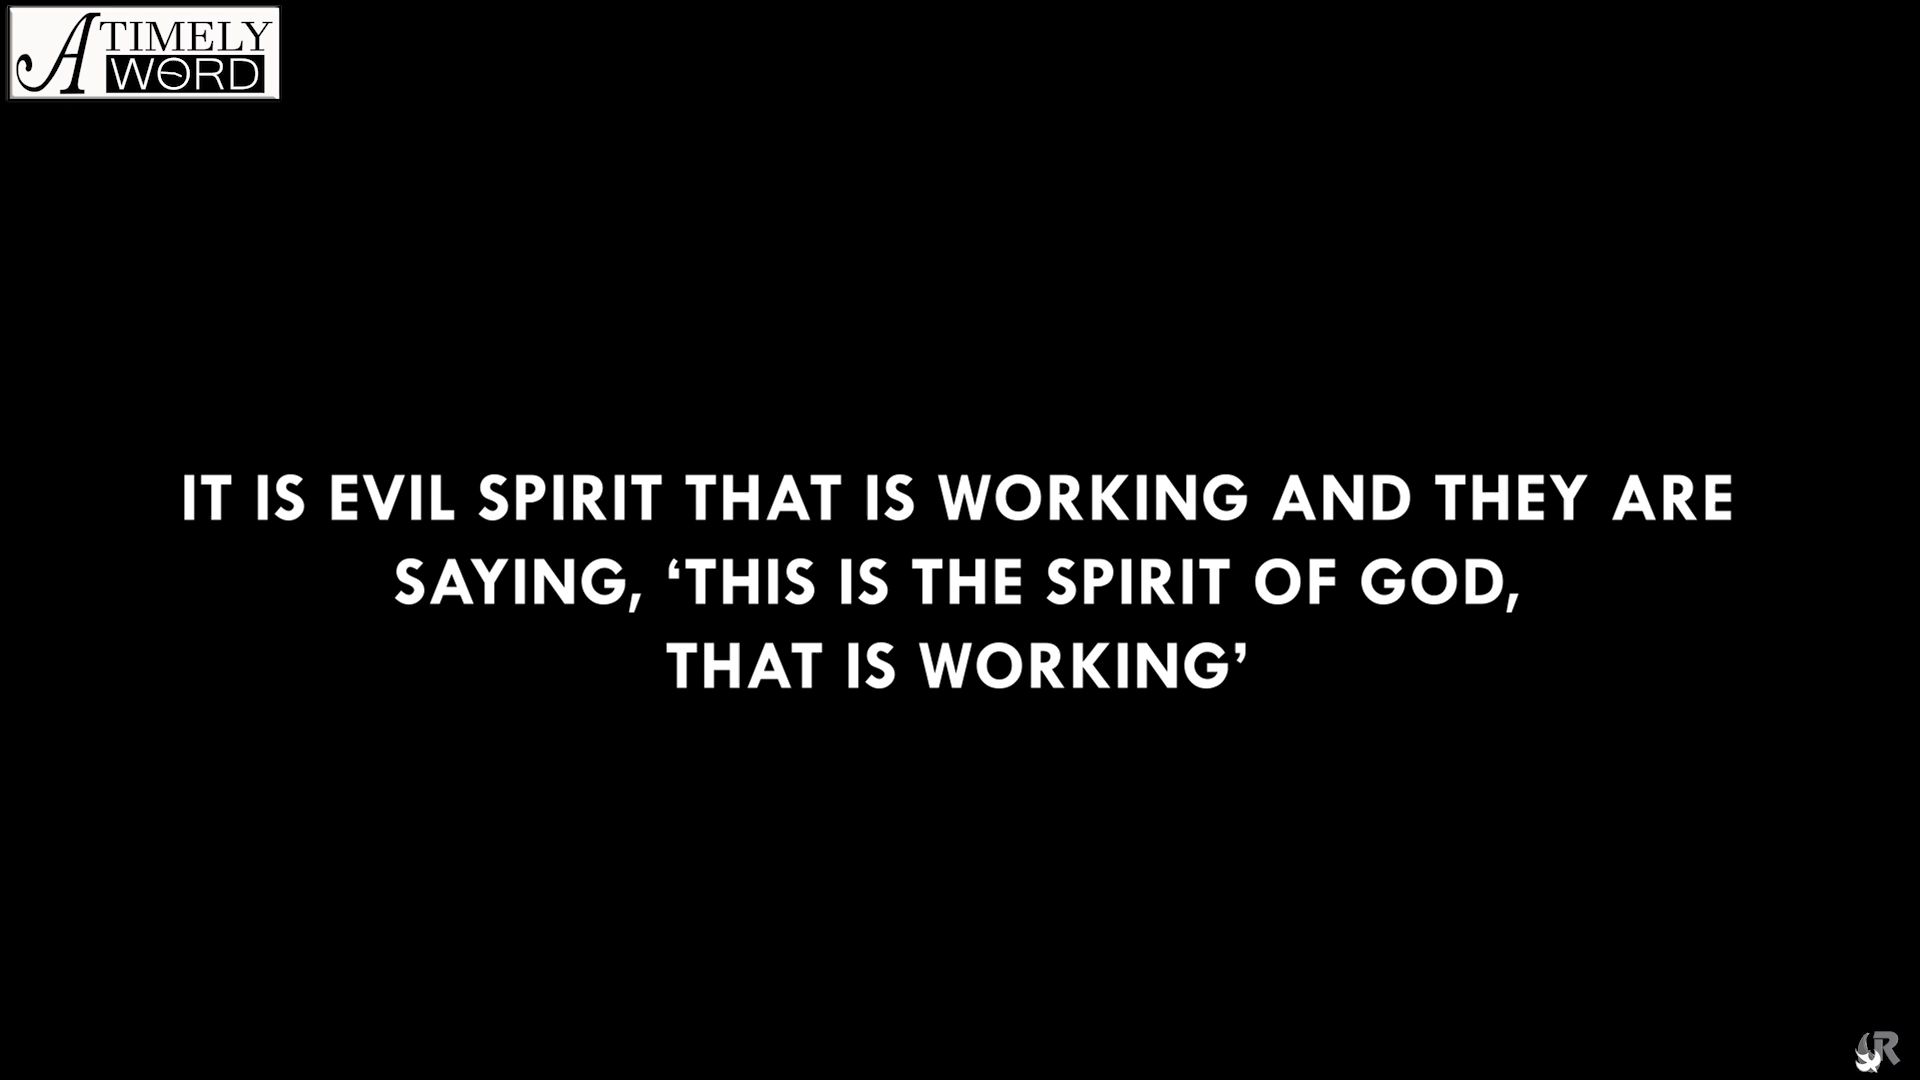 A TIMELY
WORD
IT IS EVIL SPIRIT THAT IS WORKING AND THEY ARE
SAYING, ‘THIS IS THE SPIRIT OF GOD,
THAT IS WORKING’
R